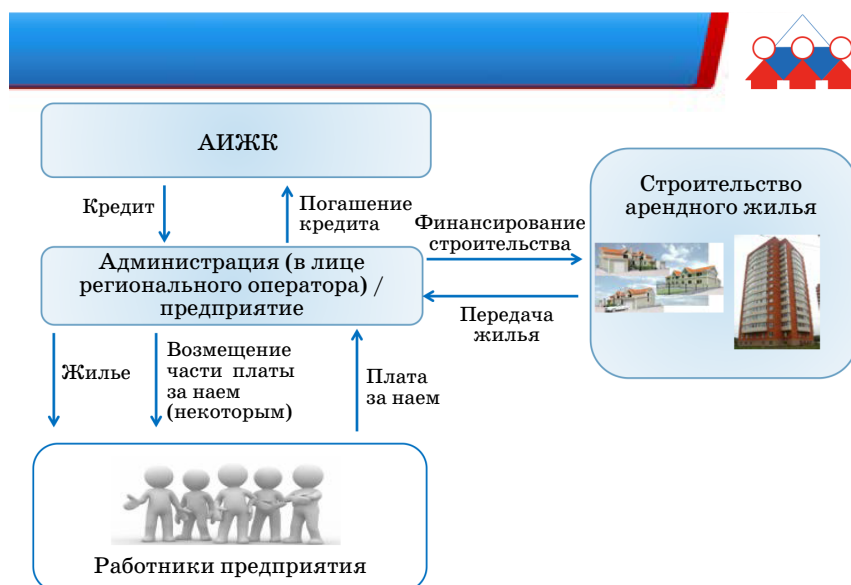 АИЖК
Кредит
Погашение
кредита
Строительство
арендного жилья
Финансирование
строительства
Администрация (в лице
регионального оператора) /
предприятие
Передача
жилья
Жилье
Возмещение
части платы
за наем
(некоторым)
Плата
за наем
Работники предприятия